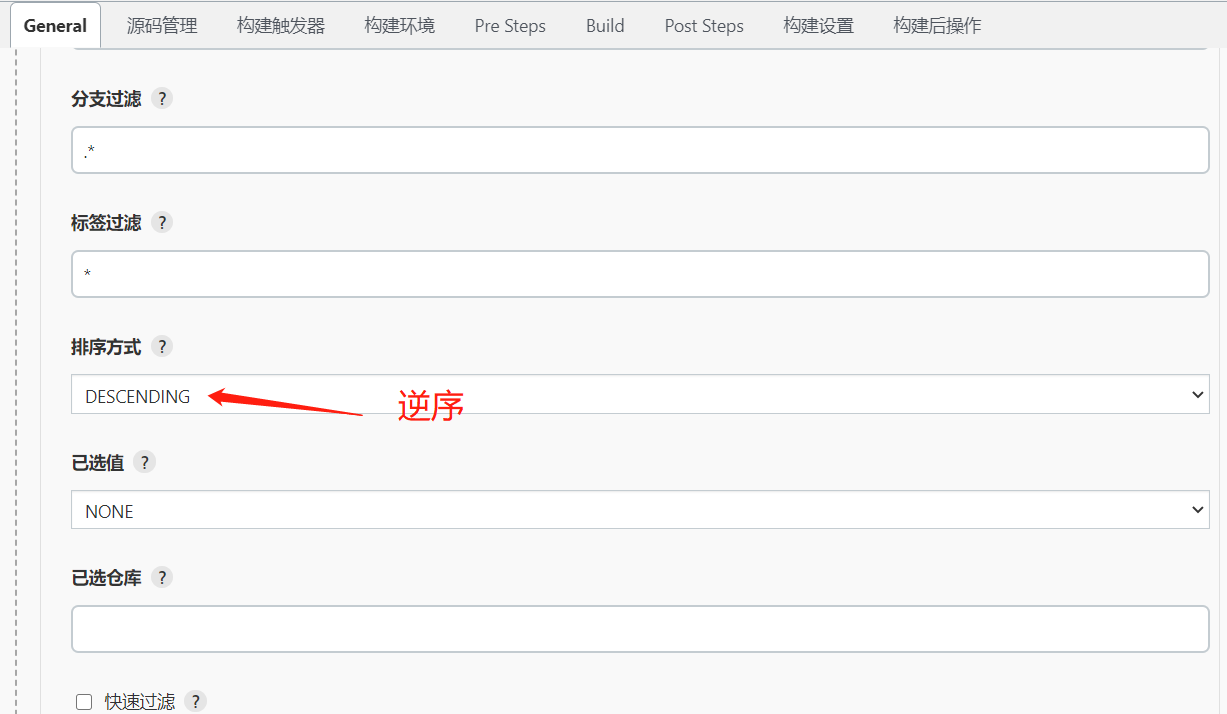 General 源码管理 构建触发器 构建环境 Pre Steps Build Post Steps 构建设置 构建后操作
分支过滤 ?
.*
标签过滤 ?
*
排序方式 ?
DESCENDING 逆序
已选值 ?
NONE
已选仓库 ?
快速过滤 ?